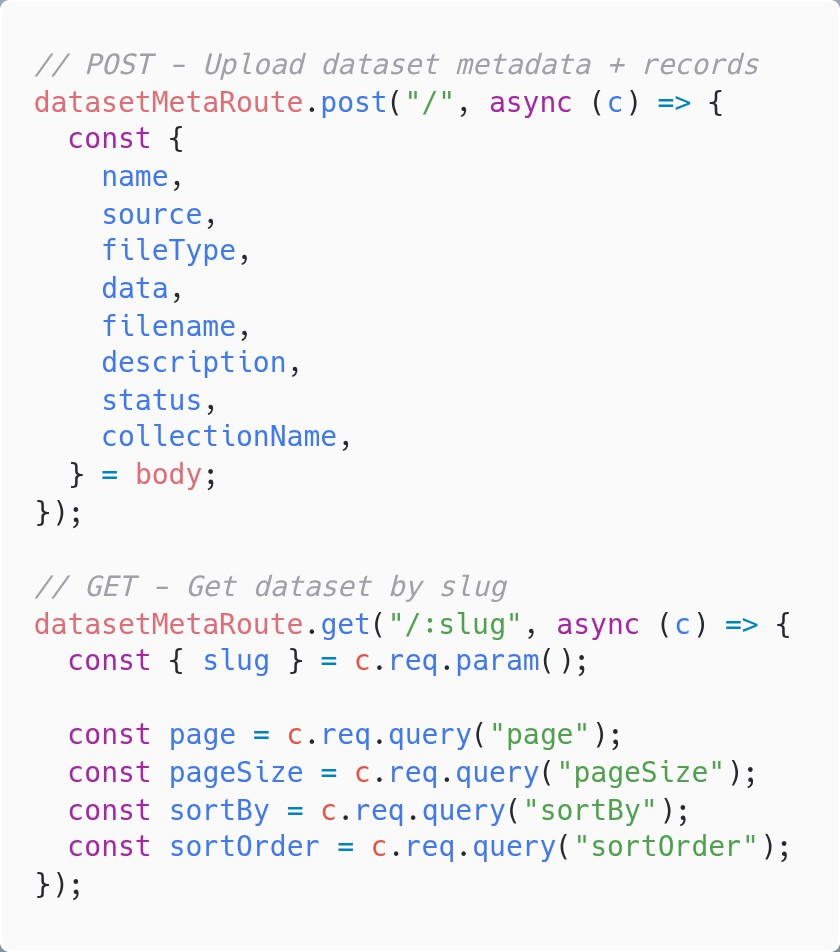 // POST - Upload dataset metadata + records
datasetMetaRoute.post("/", async (c) => {
  const {
    name,
    source,
    fileType,
    data,
    filename,
    description,
    status,
    collectionName,
  } = body;
});

// GET - Get dataset by slug
datasetMetaRoute.get("/:slug", async (c) => {
  const { slug } = c.req.param();

  const page = c.req.query("page");
  const pageSize = c.req.query("pageSize");
  const sortBy = c.req.query("sortBy");
  const sortOrder = c.req.query("sortOrder");
});